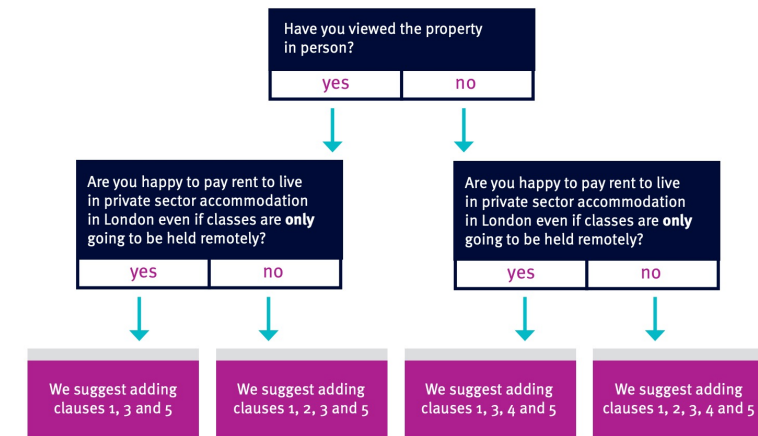 Have you viewed the property
in person?
yes
no
Are you happy to pay rent to live
in private sector accommodation
in London even if classes are only
going to be held remotely?
yes
no
Are you happy to pay rent to live
in private sector accommodation
in London even if classes are only
going to be held remotely?
yes
no
We suggest adding
clauses 1, 3 and 5
We suggest adding
clauses 1, 2, 3 and 5
We suggest adding
clauses 1, 3, 4 and 5
We suggest adding
clauses 1, 2, 3, 4 and 5